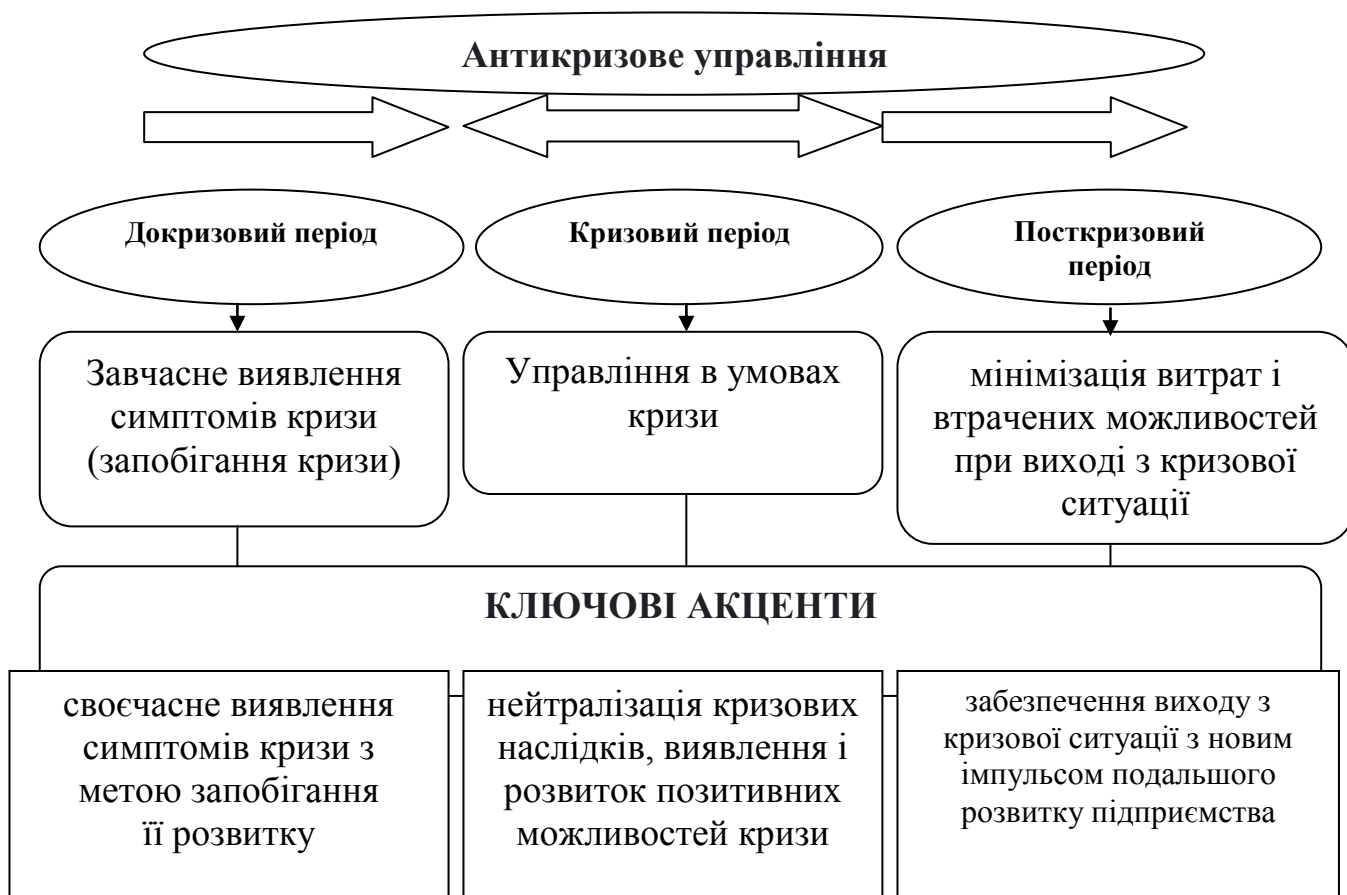 Антикризове управління
Докризовий період
Кризовий період
Посткризовий
період
Завчасне виявлення
симптомів кризи
(запобігання кризи)
Управління в умовах
кризи
мінімізація витрат і
втрачених можливостей
при виході з кризової
ситуації
КЛЮЧОВІ АКЦЕНТИ
своєчасне виявлення
симптомів кризи з
метою запобігання
її розвитку
нейтралізація кризових
наслідків, виявлення і
розвиток позитивних
можливостей кризи
забезпечення виходу з
кризової ситуації з новим
імпульсом подальшого
розвитку підприємства